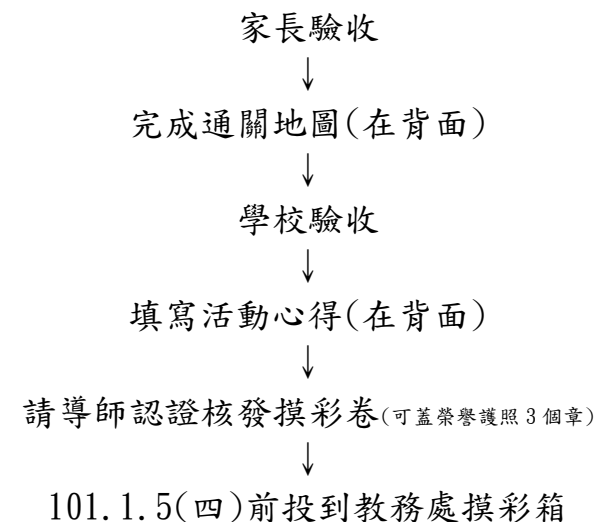 家長驗收
↓
完成通關地圖(在背面)
↓
學校驗收
↓
填寫活動心得(在背面)
↓
請導師認證核發摸彩卷(可蓋榮譽護照 3 個章)
↓
101.1.5(四)前投到教務處摸彩箱